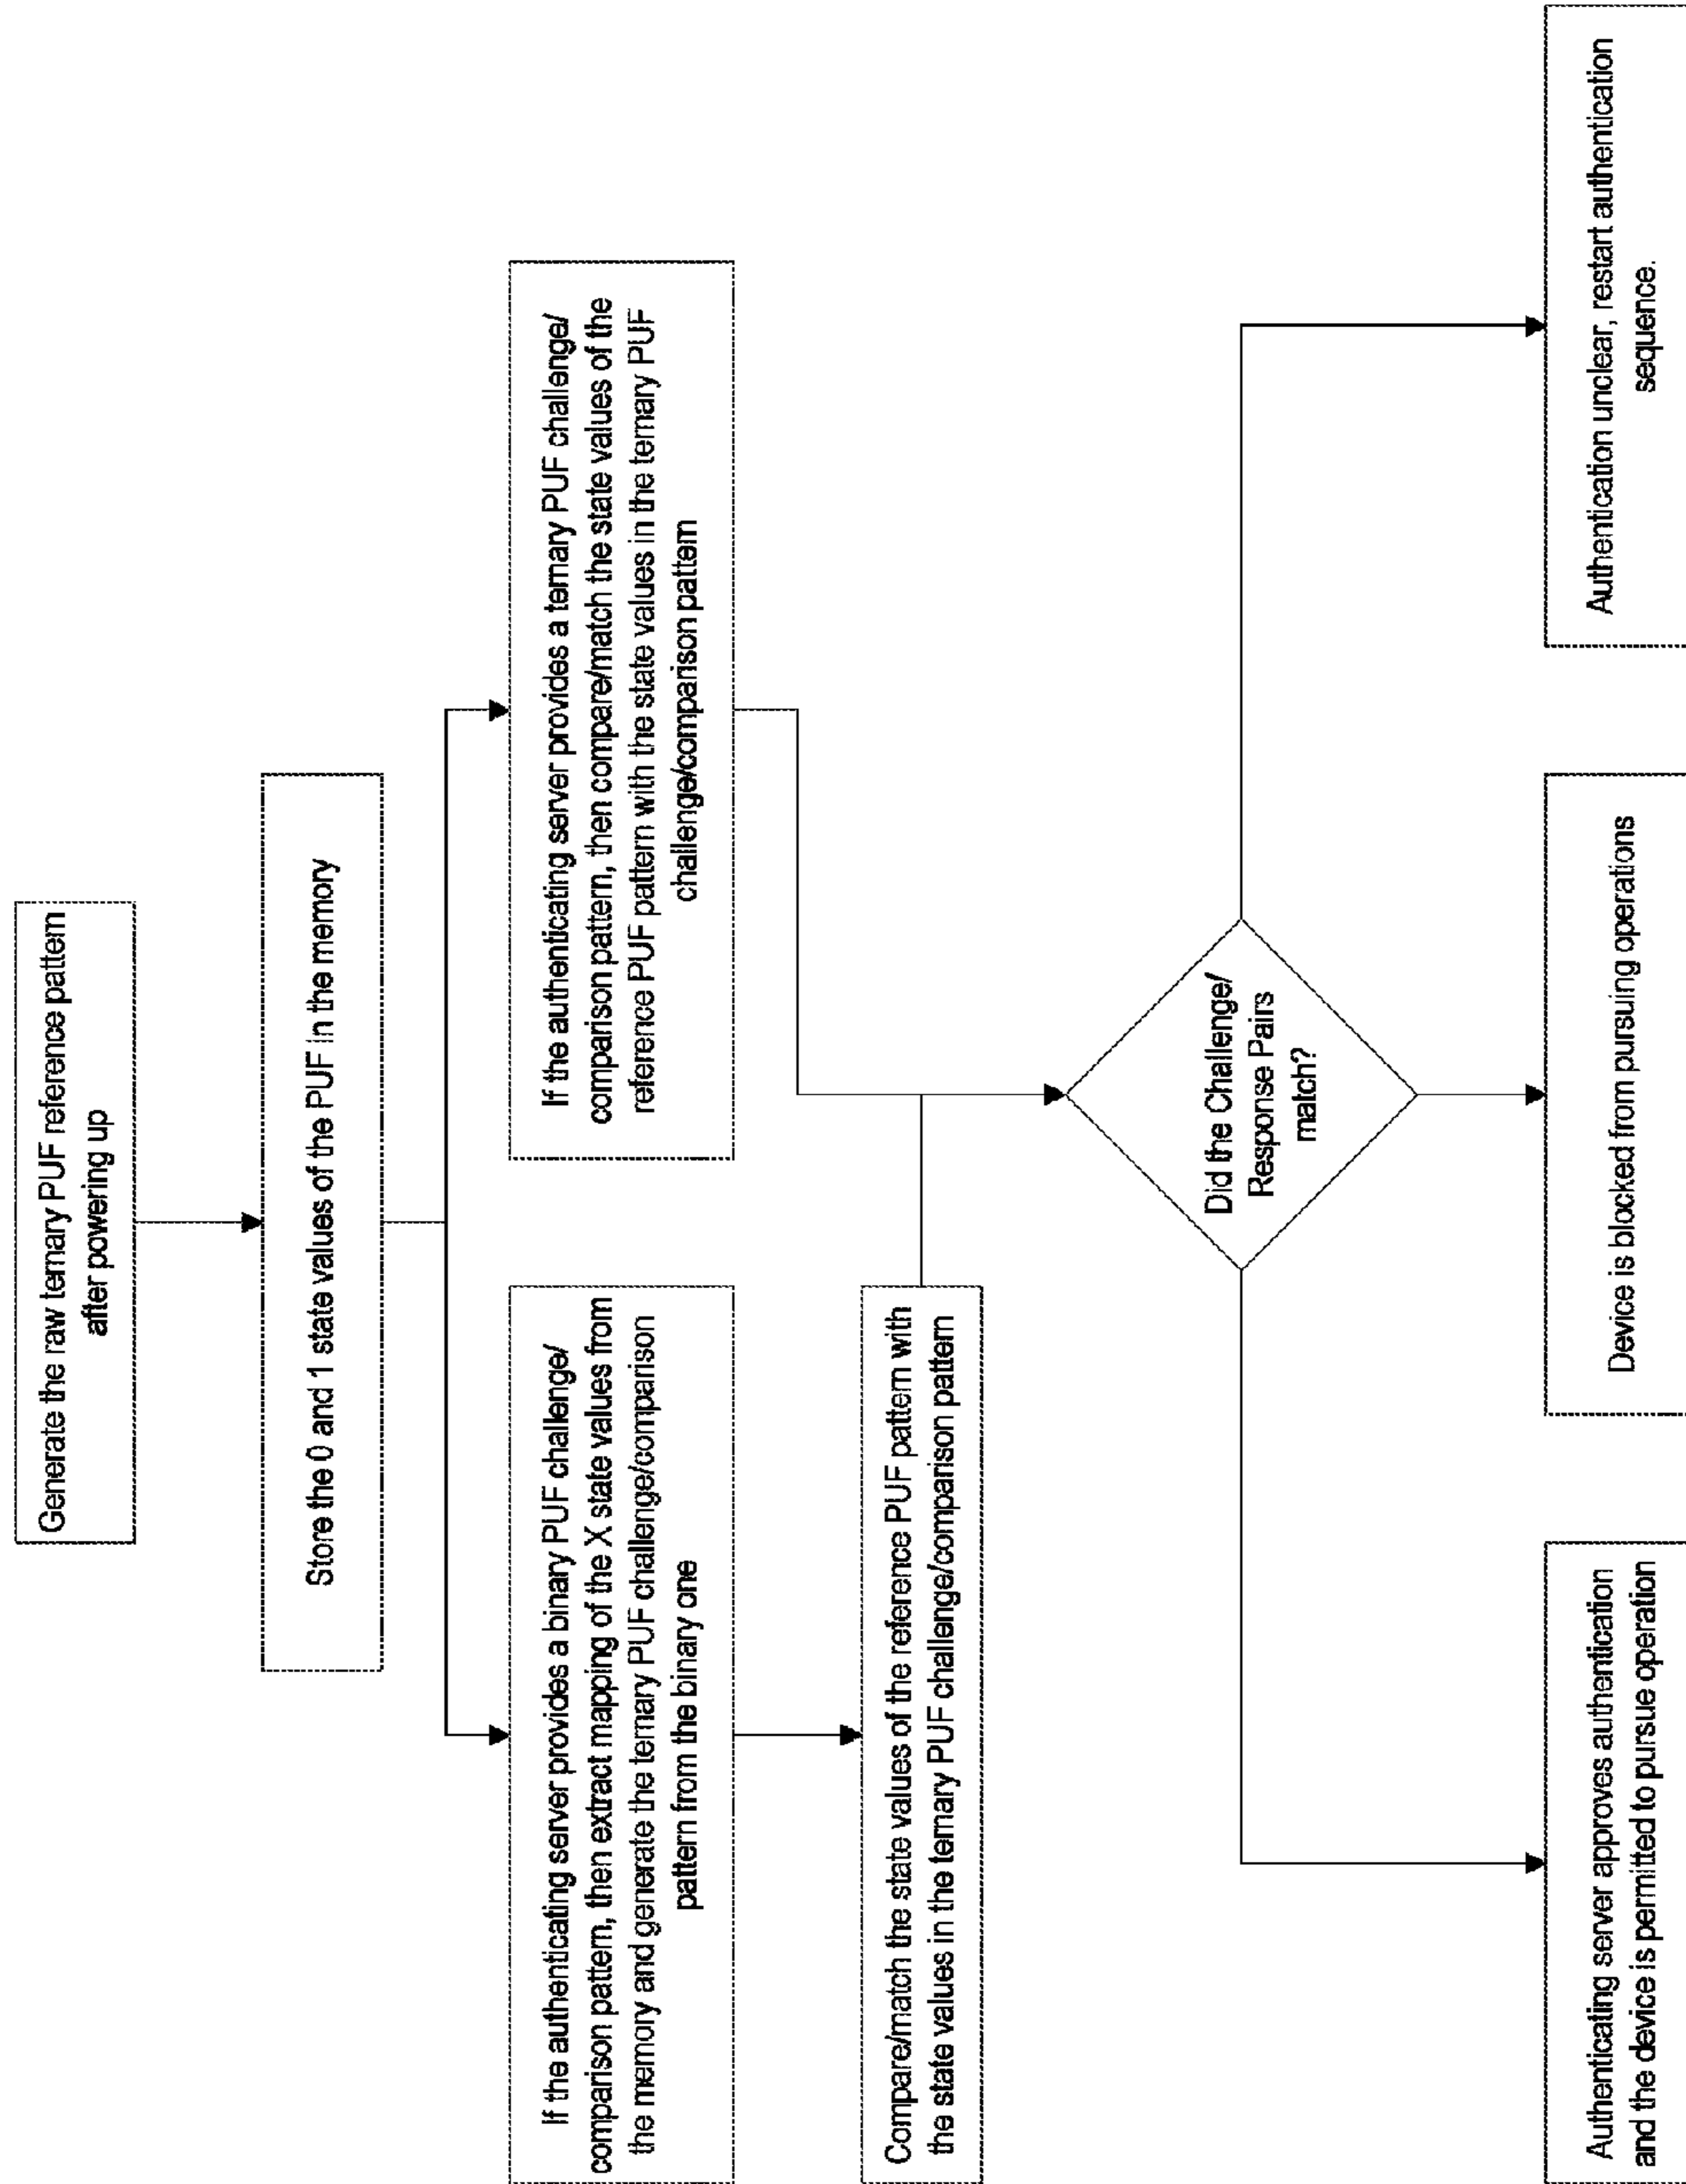 Generate the raw ternary PUF reference pattern
after powering up
Store the 0 and 1 state values of the PUF in the memory
If the authenticating server provides a binary PUF challenge/
comparison pattern, then extract mapping of the X state values from
the memory and generate the ternary PUF challenge/comparison
pattern from the binary one
If the authenticating server provides a ternary PUF challenge/
comparison pattern, then compare/match the state values of the
reference PUF pattern with the state values in the ternary PUF
challenge/comparison pattern
Compare/match the state values of the reference PUF pattern with
the state values in the ternary PUF challenge/comparison pattern
Did the Challenge/
Response Pairs
match?
Authenticating server approves authentication
and the device is permitted to pursue operation
Device is blocked from pursuing operations
Authentication unclear, restart authentication
sequence.